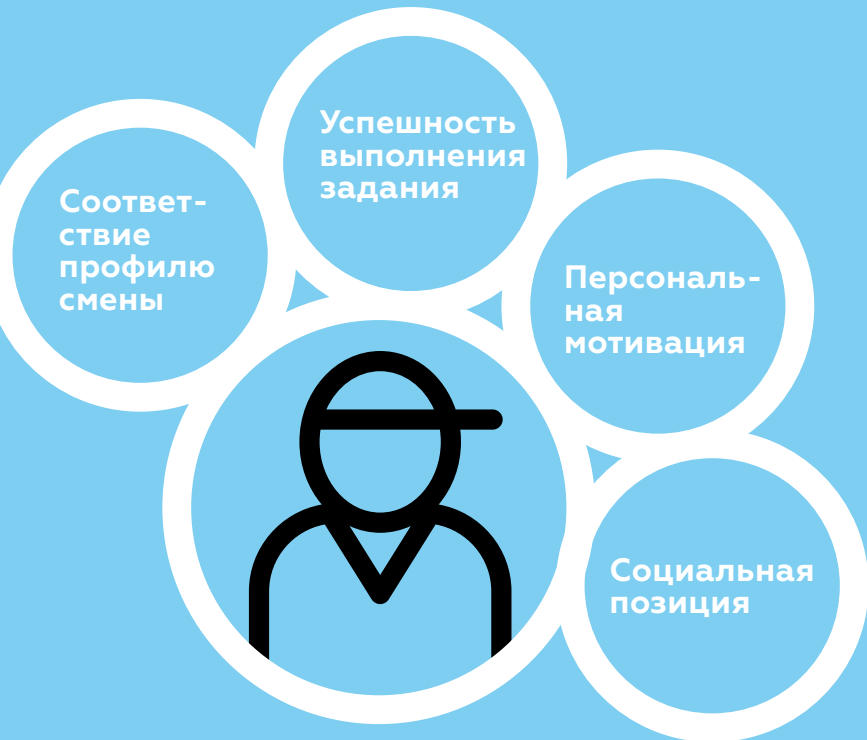 Соответ-
ствие
профилю
смены
Успешность
выполнения
задания
Персональ-
ная
мотивация
Социальная
позиция